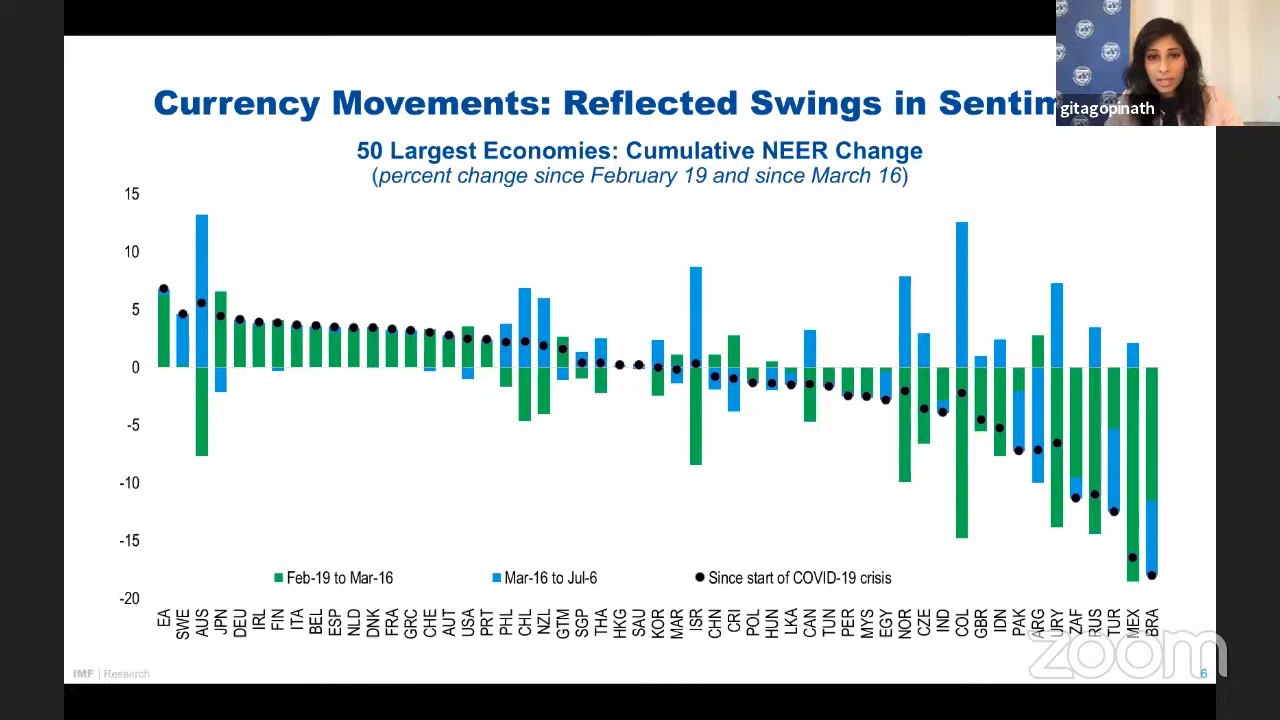 Currency Movements: Reflected Swings in Sentim
gitagopinath
50 Largest Economies: Cumulative NEER Change
(percent change since February 19 and since March 16)
15
10
5
0
-5
-10
-15
-20
Feb-19 to Mar-16 Mar-16 to Jul-6 Since start of COVID-19 crisis
EA SWE AUS JPN DEU IRL FIN ITA BEL ESP NLD DNK FRA GRC CHE AUT USA PRT PHL CHL NZL GTM SGP THA HKG SAU KOR MAR ISR CHN CRI POL HUN LKA CAN TUN PER MYS EGY NOR CZE IND COL GBR IDN PAK ARG URY ZAF RUS TUR MEX BRA
zoom
IMF | Research
6